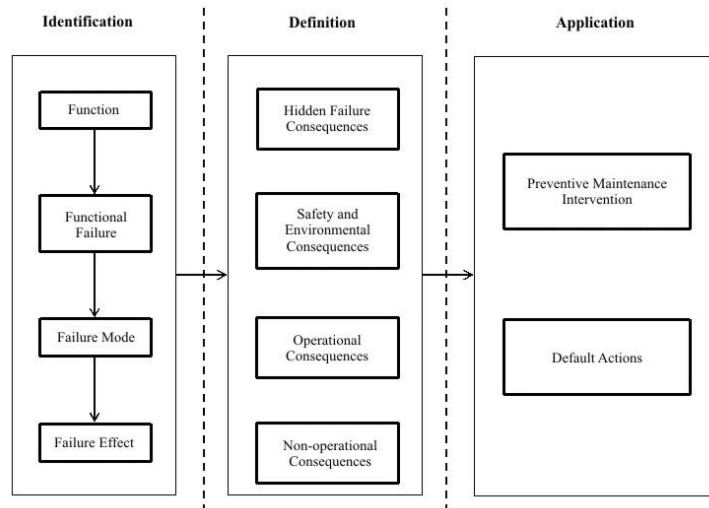 Identification
Function
Functional
Failure
Failure Mode
Failure Effect
Definition
Hidden Failure
Consequences
Safety and
Environmental
Consequences
Operational
Consequences
Non-operational
Consequences
Application
Preventive Maintenance
Intervention
Default Actions